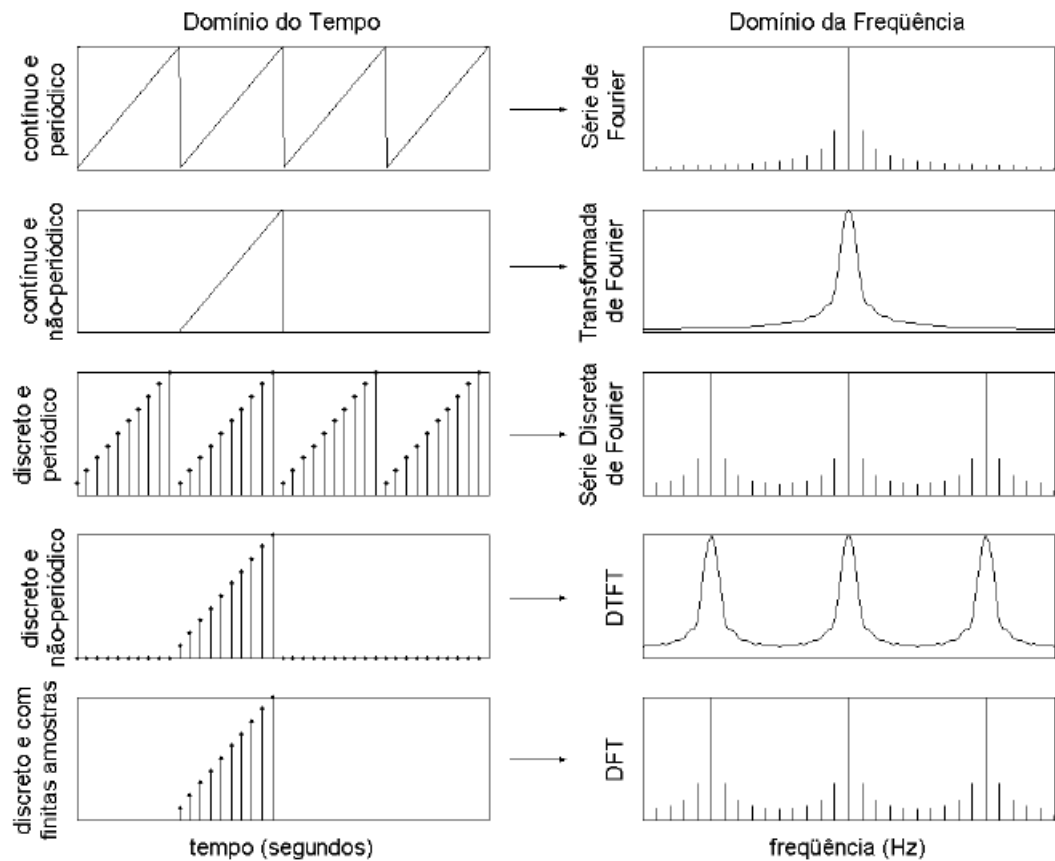 Domínio do Tempo
Domínio da Freqüência
contínuo e
periódico
Série de
Fourier
contínuo e
não-periódico
Transformada
de Fourier
discreto e
periódico
Série Discreta
de Fourier
discreto e
não-periódico
DTFT
discreto e com
finitas amostras
DFT
tempo (segundos)
freqüência (Hz)